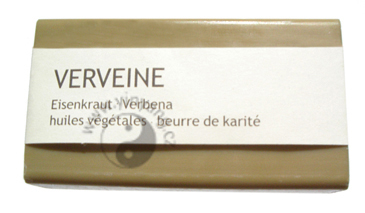 VERVEINE
Eisenkraut Verbena
huiles végétales beurre de karité